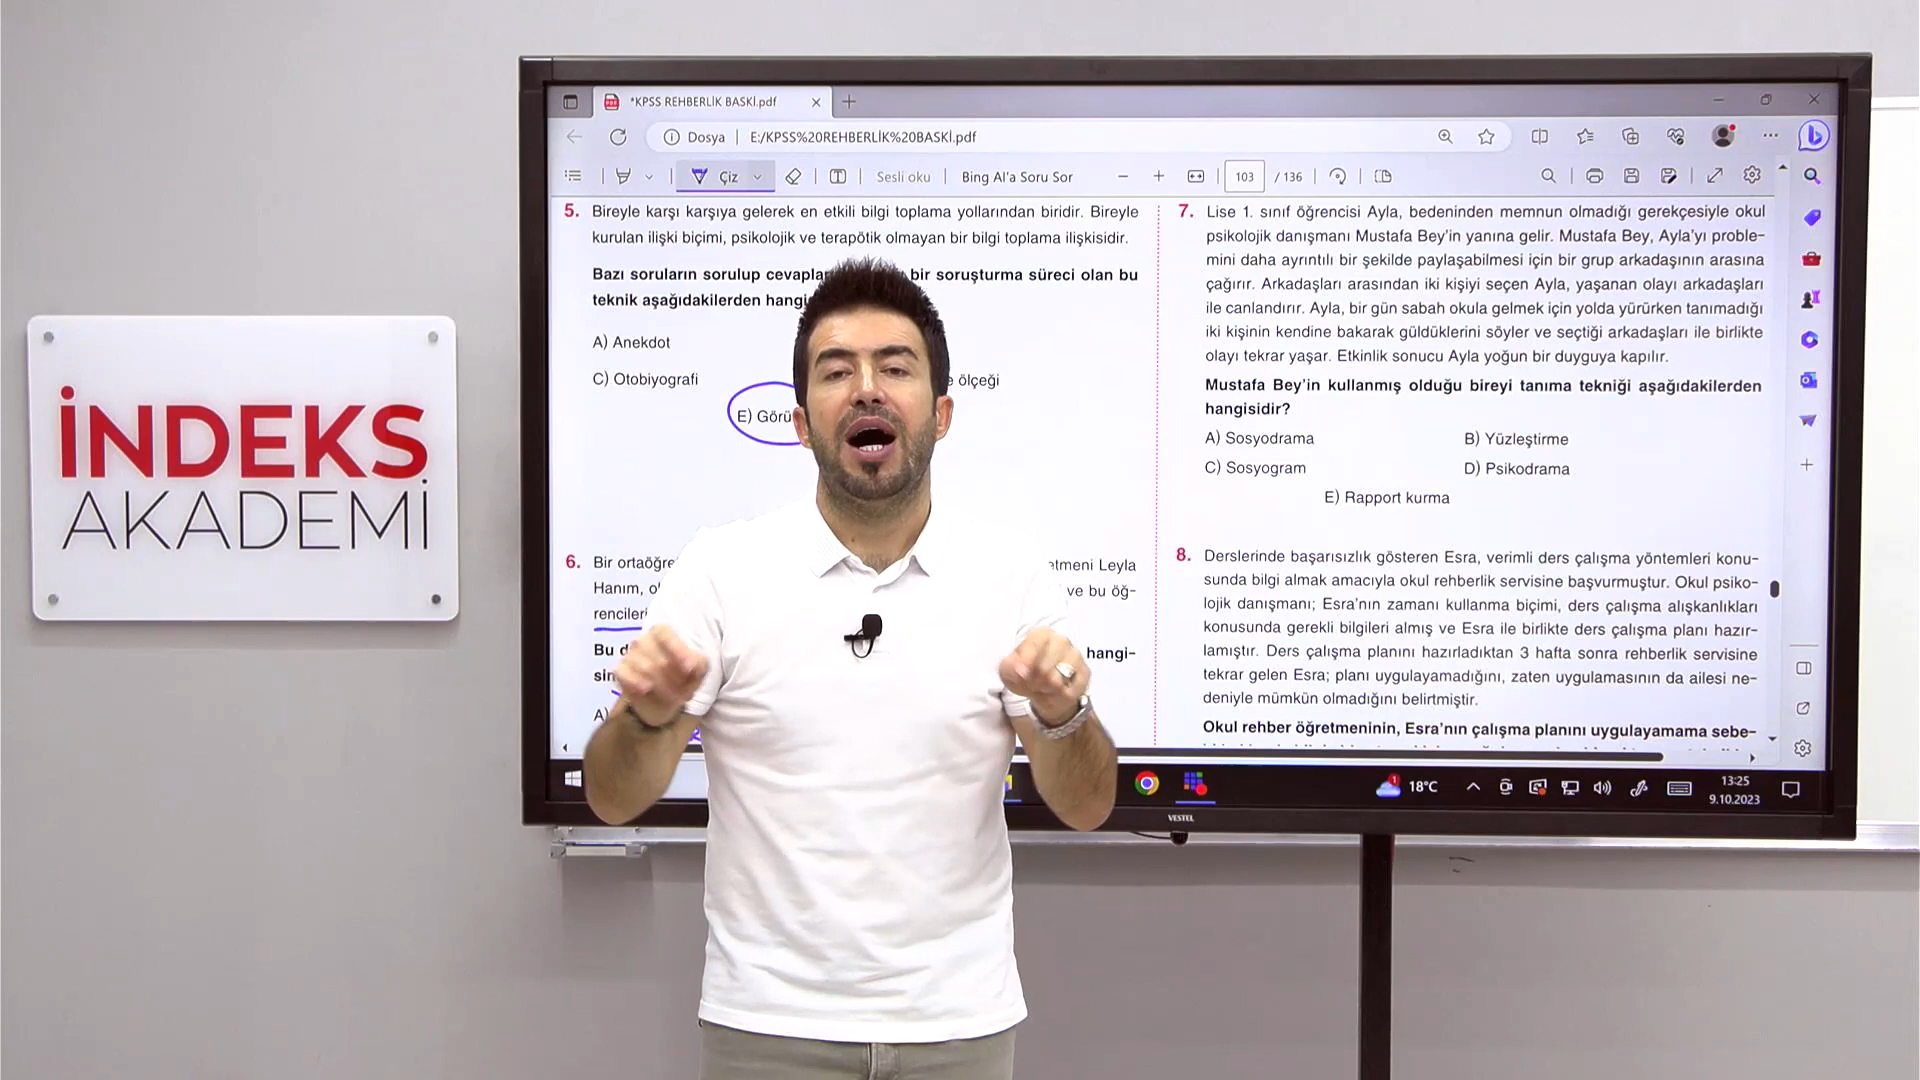 İNDEKS
AKADEMİ
*KPSS REHBERLİK BASKİ.pdf
Dosya
E:/KPSS%20REHBERLİK%20BASKİ.pdf
Çiz
Sesli oku
Bing AI'a Soru Sor
103
/ 136
5. Bireyle karşı karşıya gelerek en etkili bilgi toplama yollarından biridir. Bireyle
kurulan ilişki biçimi, psikolojik ve terapötik olmayan bir bilgi toplama ilişkisidir.
Bazı soruların sorulup bir soruşturma süreci olan bu
teknik aşağıdakilerden
A) Anekdot
C) Otobiyografi
ölçeği
E)
6. Bir
Leyla
Hanım,
ve bu öğ-
Bu
hangi-
A)
7. Lise 1. sınıf öğrencisi Ayla, bedeninden memnun olmadığı gerekçesiyle okul
psikolojik danışmanı Mustafa Bey'in yanına gelir. Mustafa Bey, Ayla'yı proble-
mini daha ayrıntılı bir şekilde paylaşabilmesi için bir grup arkadaşının arasına
çağırır. Arkadaşları arasından iki kişiyi seçen Ayla, yaşanan olayı arkadaşları
ile canlandırır. Ayla, bir gün sabah okula gelmek için yolda yürürken tanımadığı
iki kişinin kendine bakarak güldüklerini söyler ve seçtiği arkadaşları ile birlikte
olayı tekrar yaşar. Etkinlik sonucu Ayla yoğun bir duyguya kapılır.
Mustafa Bey'in kullanmış olduğu bireyi tanıma tekniği aşağıdakilerden
hangisidir?
A) Sosyodrama
B) Yüzleştirme
C) Sosyogram
D) Psikodrama
E) Rapport kurma
8. Derslerinde başarısızlık gösteren Esra, verimli ders çalışma yöntemleri konu-
sunda bilgi almak amacıyla okul rehberlik servisine başvurmuştur. Okul psiko-
lojik danışmanı; Esra'nın zamanı kullanma biçimi, ders çalışma alışkanlıkları
konusunda gerekli bilgileri almış ve Esra ile birlikte ders çalışma planı hazır-
lamıştır. Ders çalışma planını hazırladıktan 3 hafta sonra rehberlik servisine
tekrar gelen Esra; planı uygulayamadığını, zaten uygulamasının da ailesi ne-
deniyle mümkün olmadığını belirtmiştir.
Okul rehber öğretmeninin, Esra'nın çalışma planını uygulayamama sebe-
1
18°C
13:25
9.10.2023
VESTEL